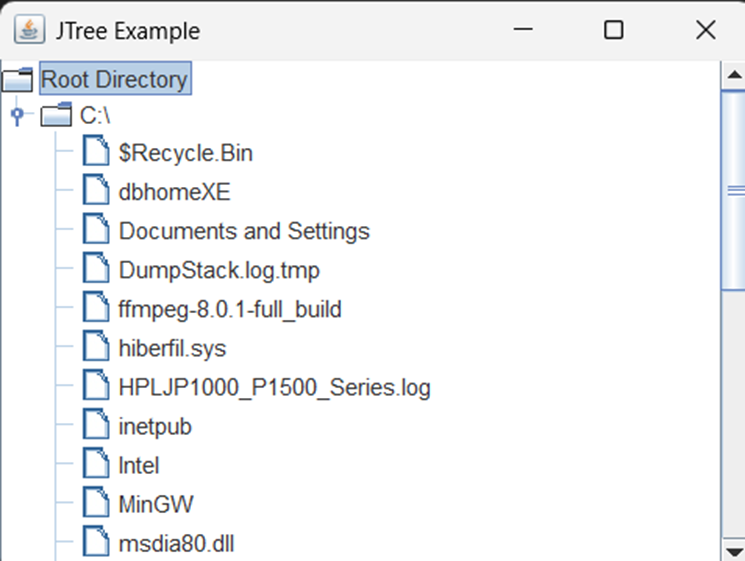 JTree Example
Root Directory
C:\
$Recycle.Bin
dbhomeXE
Documents and Settings
DumpStack.log.tmp
ffmpeg-8.0.1-full_build
hiberfil.sys
HPLJP1000_P1500_Series.log
inetpub
Intel
MinGW
msdia80.dll